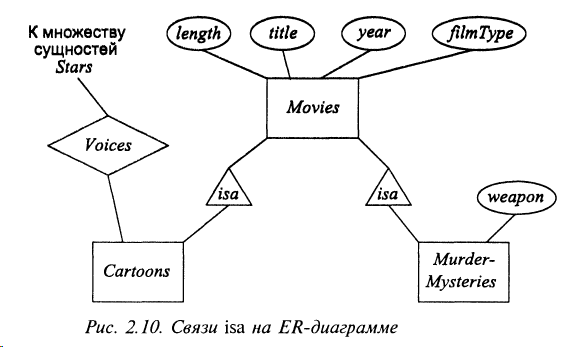 К множеству
сущностей
Stars
length
title
year
filmType
Movies
Voices
isa
isa
weapon
Cartoons
Murder-
Mysteries
Рис. 2.10. Связи isa на ER-диаграмме